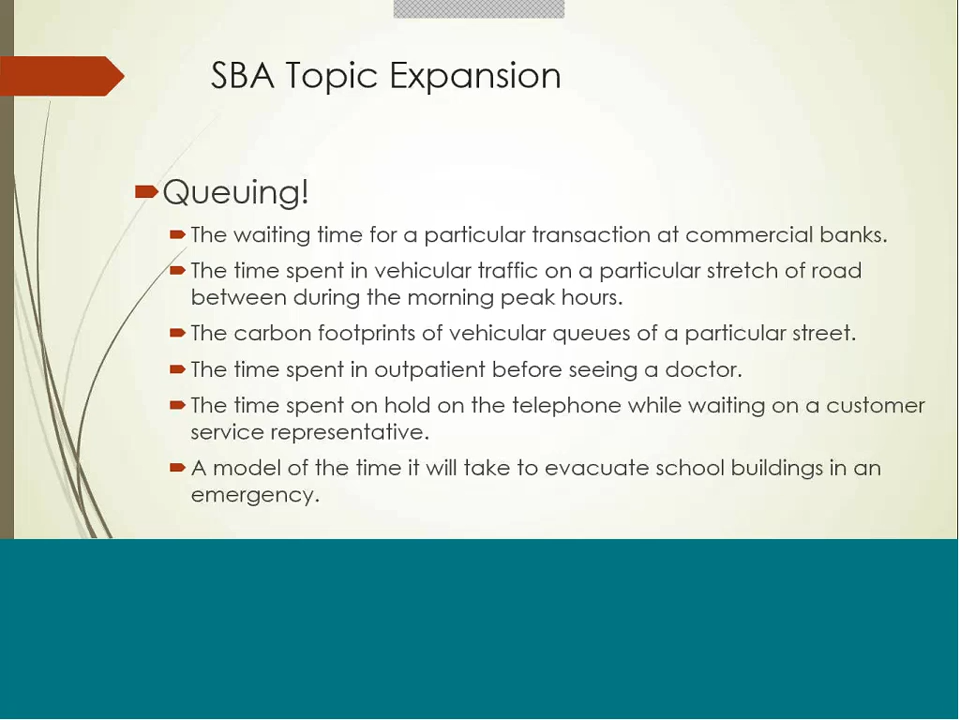 SBA Topic Expansion
Queuing!
The waiting time for a particular transaction at commercial banks.
The time spent in vehicular traffic on a particular stretch of road
between during the morning peak hours.
The carbon footprints of vehicular queues of a particular street.
The time spent in outpatient before seeing a doctor.
The time spent on hold on the telephone while waiting on a customer
service representative.
A model of the time it will take to evacuate school buildings in an
emergency.